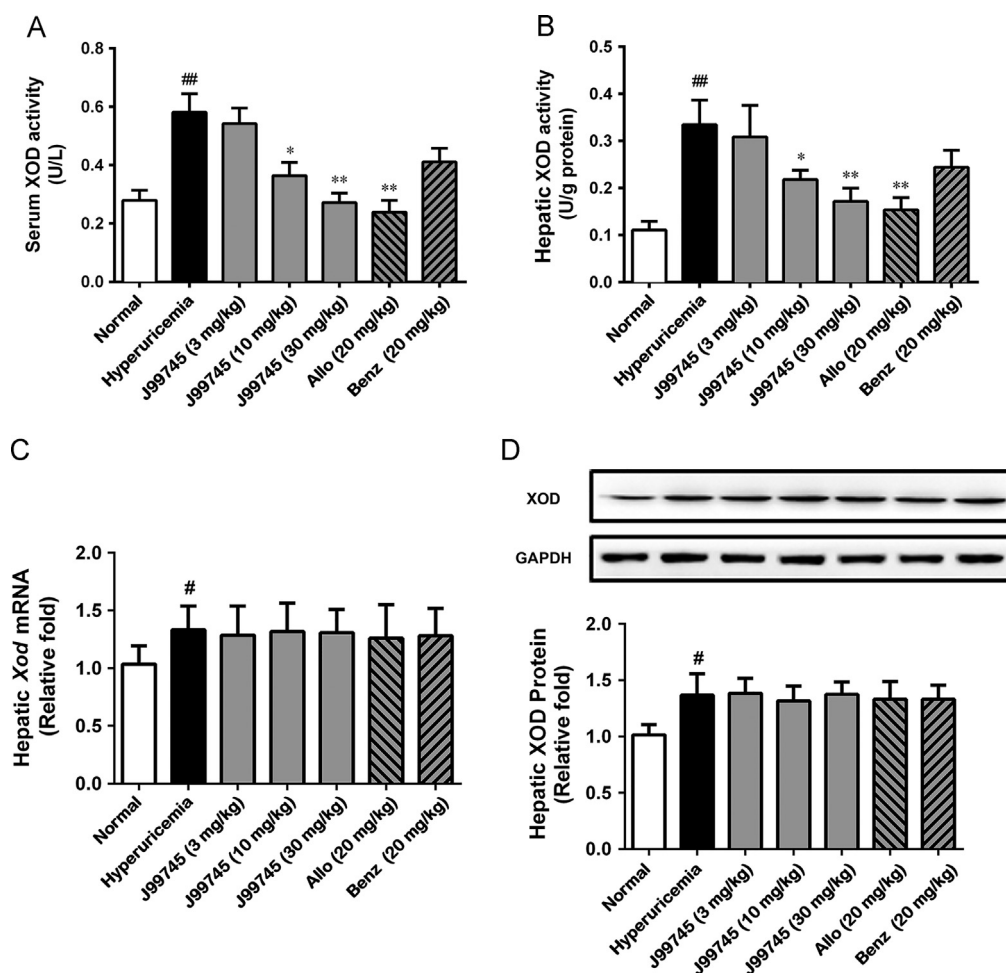 A
Serum XOD activity
(U/L)
0.8
0.6
0.4
0.2
0.0
##
*
**
**
Normal
Hyperuricemia
J99745 (3 mg/kg)
J99745 (10 mg/kg)
J99745 (30 mg/kg)
Allo (20 mg/kg)
Benz (20 mg/kg)
B
Hepatic XOD activity
(U/g protein)
0.5
0.4
0.3
0.2
0.1
0.0
##
*
**
**
Normal
Hyperuricemia
J99745 (3 mg/kg)
J99745 (10 mg/kg)
J99745 (30 mg/kg)
Allo (20 mg/kg)
Benz (20 mg/kg)
C
Hepatic Xod mRNA
(Relative fold)
2.0
1.5
1.0
0.5
0.0
#
Normal
Hyperuricemia
J99745 (3 mg/kg)
J99745 (10 mg/kg)
J99745 (30 mg/kg)
Allo (20 mg/kg)
Benz (20 mg/kg)
D
XOD
GAPDH
Hepatic XOD Protein
(Relative fold)
2.0
1.5
1.0
0.5
0.0
#
Normal
Hyperuricemia
J99745 (3 mg/kg)
J99745 (10 mg/kg)
J99745 (30 mg/kg)
Allo (20 mg/kg)
Benz (20 mg/kg)